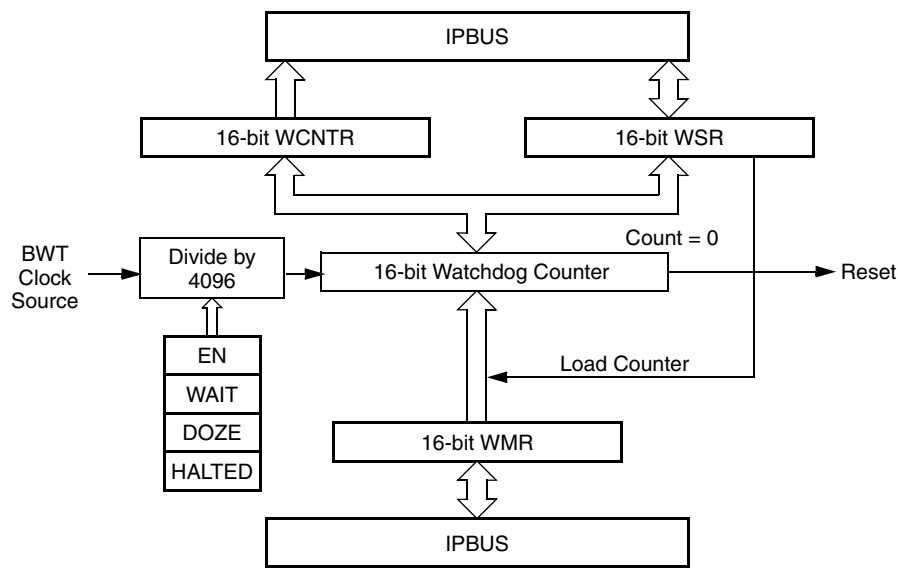 IPBUS
16-bit WCNTR
16-bit WSR
Count = 0
BWT
Clock
Source
Divide by
4096
16-bit Watchdog Counter
Reset
EN
WAIT
DOZE
HALTED
Load Counter
16-bit WMR
IPBUS